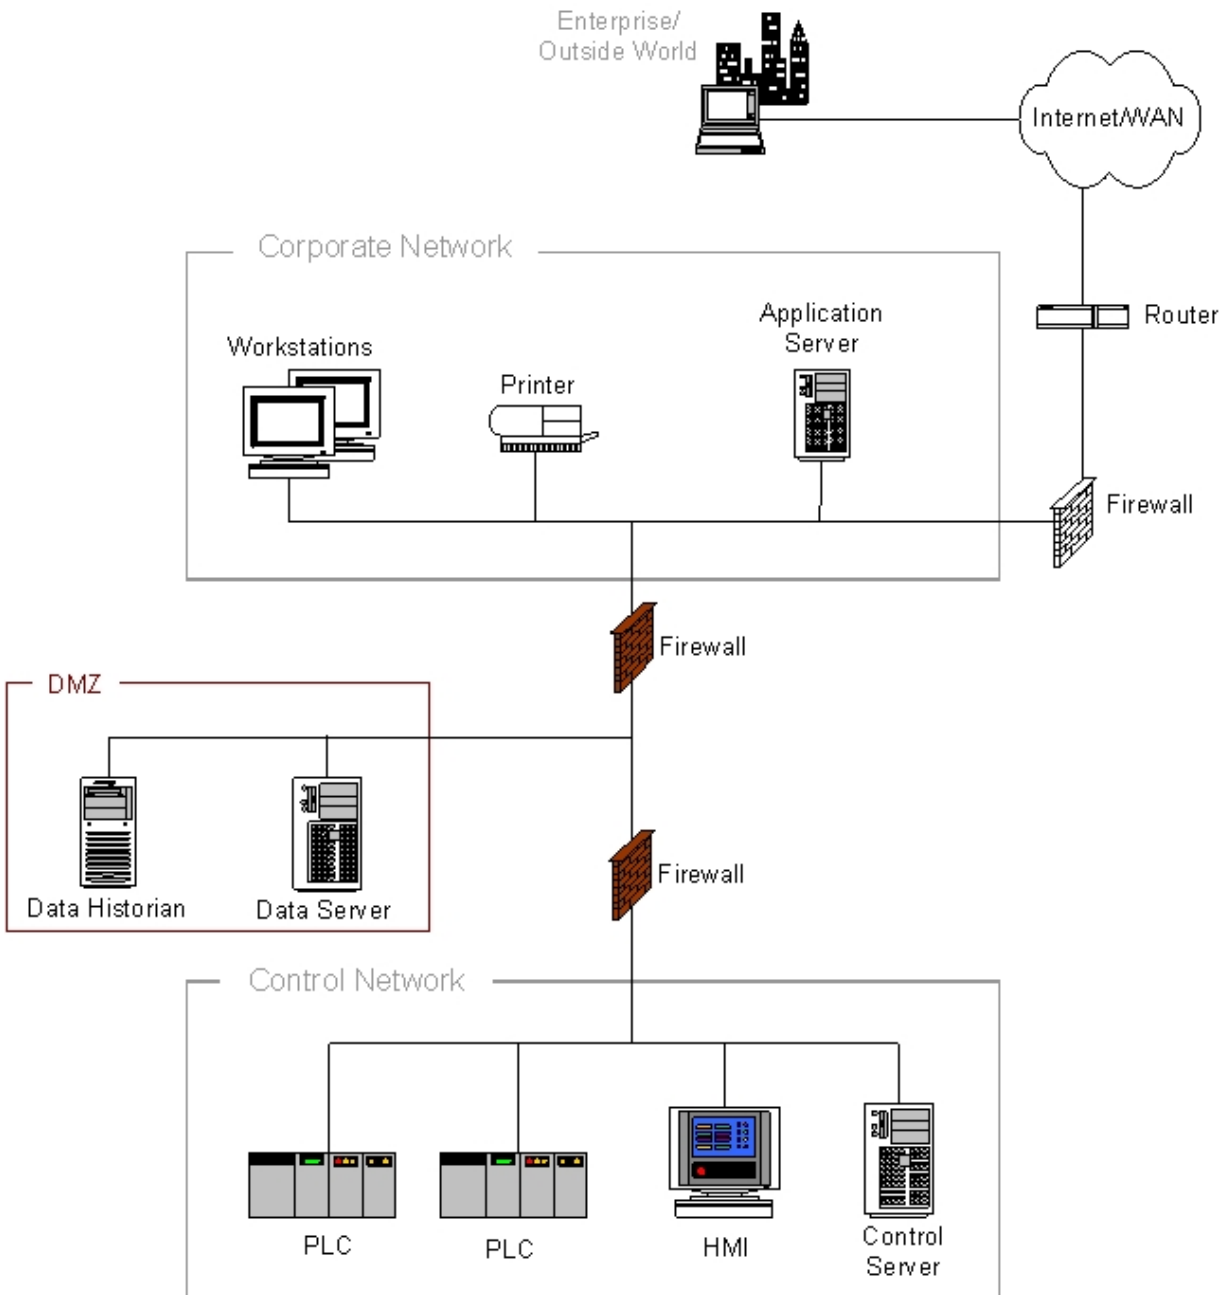 Enterprise/
Outside World
Internet/WAN
Corporate Network
Router
Application
Server
Workstations
Printer
Firewall
Firewall
DMZ
Data Historian
Data Server
Firewall
Control Network
PLC
PLC
HMI
Control
Server